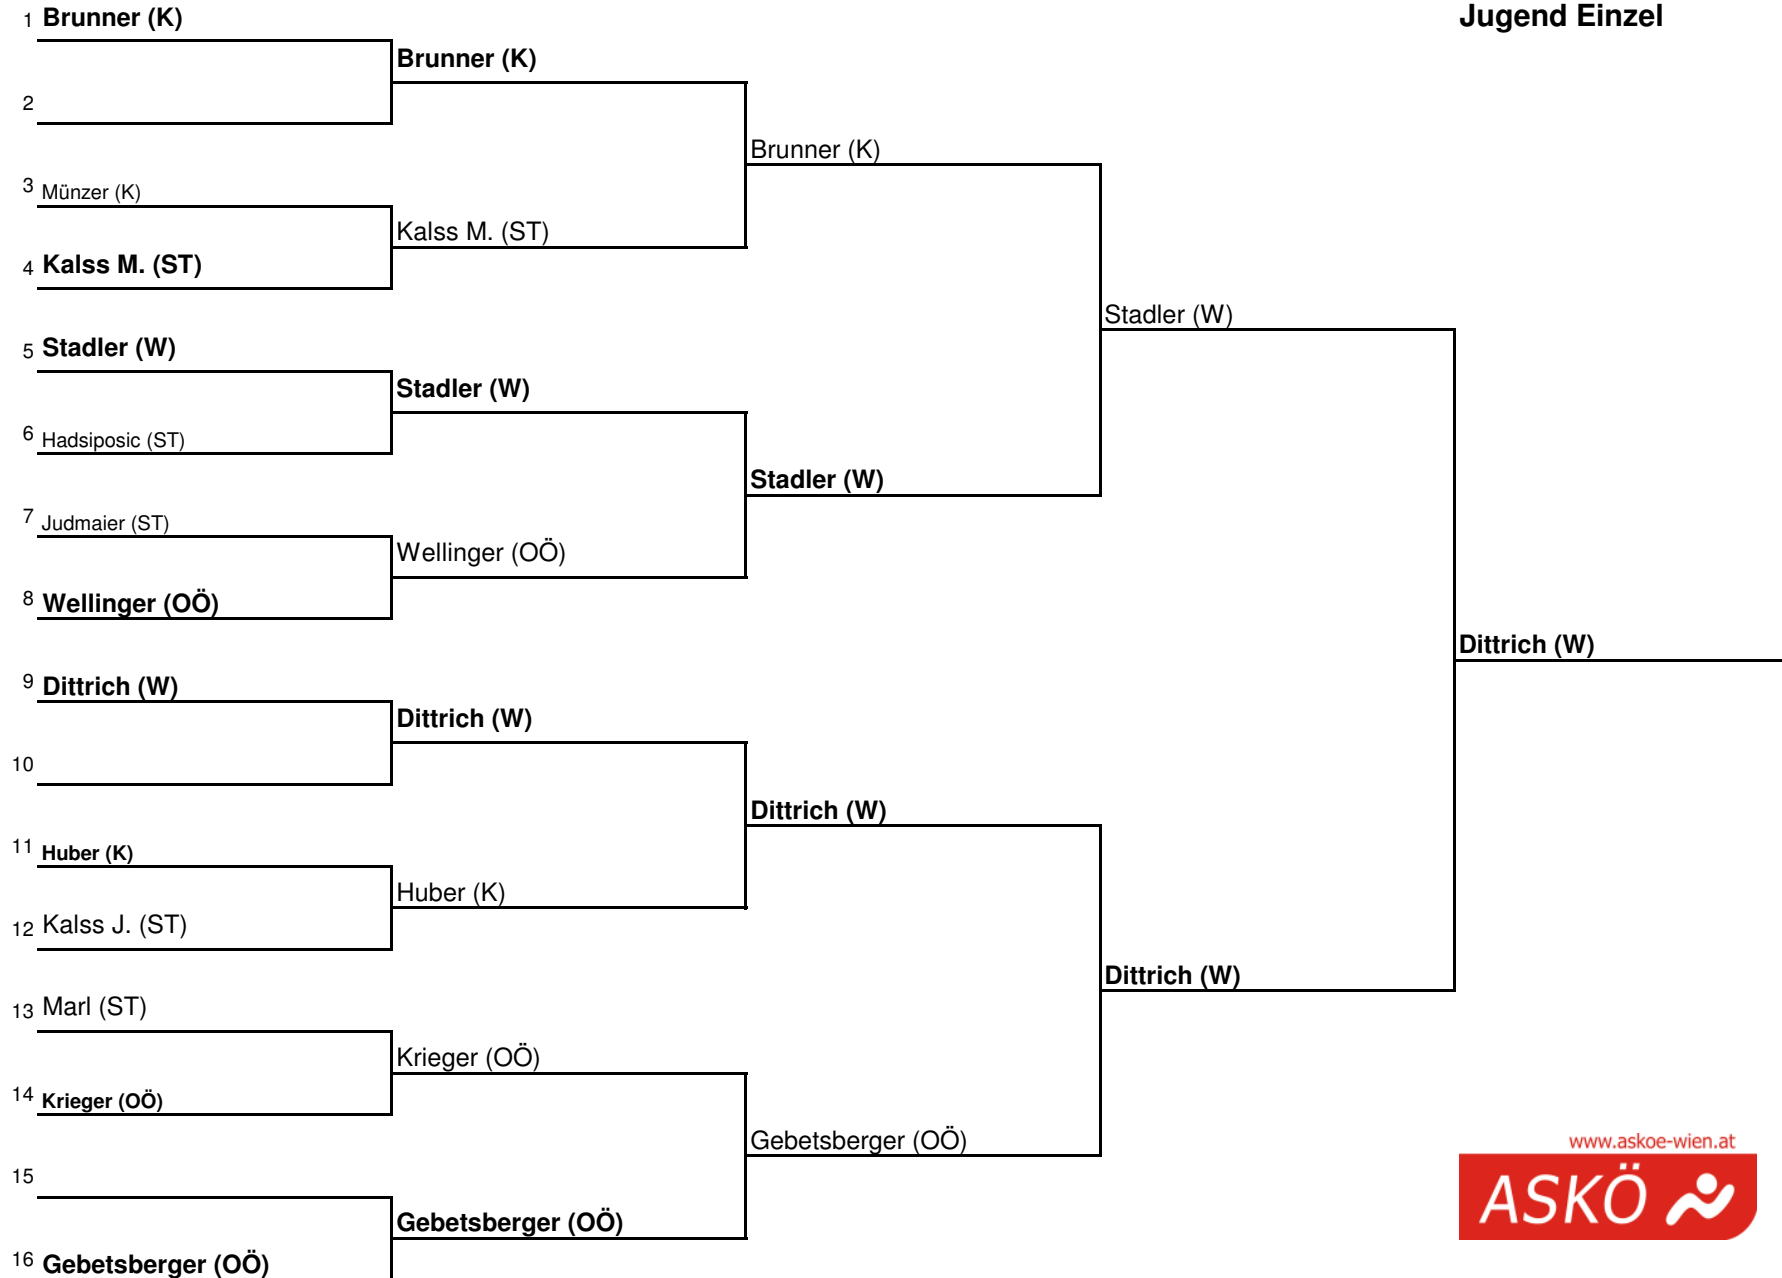 1 Brunner (K)
Jugend Einzel
Brunner (K)
2
Brunner (K)
3 Münzer (K)
Kalss M. (ST)
4 Kalss M. (ST)
Stadler (W)
5 Stadler (W)
Stadler (W)
6 Hadsiposic (ST)
Stadler (W)
7 Judmaier (ST)
Wellinger (OÖ)
8 Wellinger (OÖ)
Dittrich (W)
9 Dittrich (W)
Dittrich (W)
10
Dittrich (W)
11 Huber (K)
Huber (K)
12 Kalss J. (ST)
Dittrich (W)
13 Marl (ST)
Krieger (OÖ)
14 Krieger (OÖ)
Gebetsberger (OÖ)
www.askoe-wien.at
15
ASKÖ
Gebetsberger (OÖ)
16 Gebetsberger (OÖ)